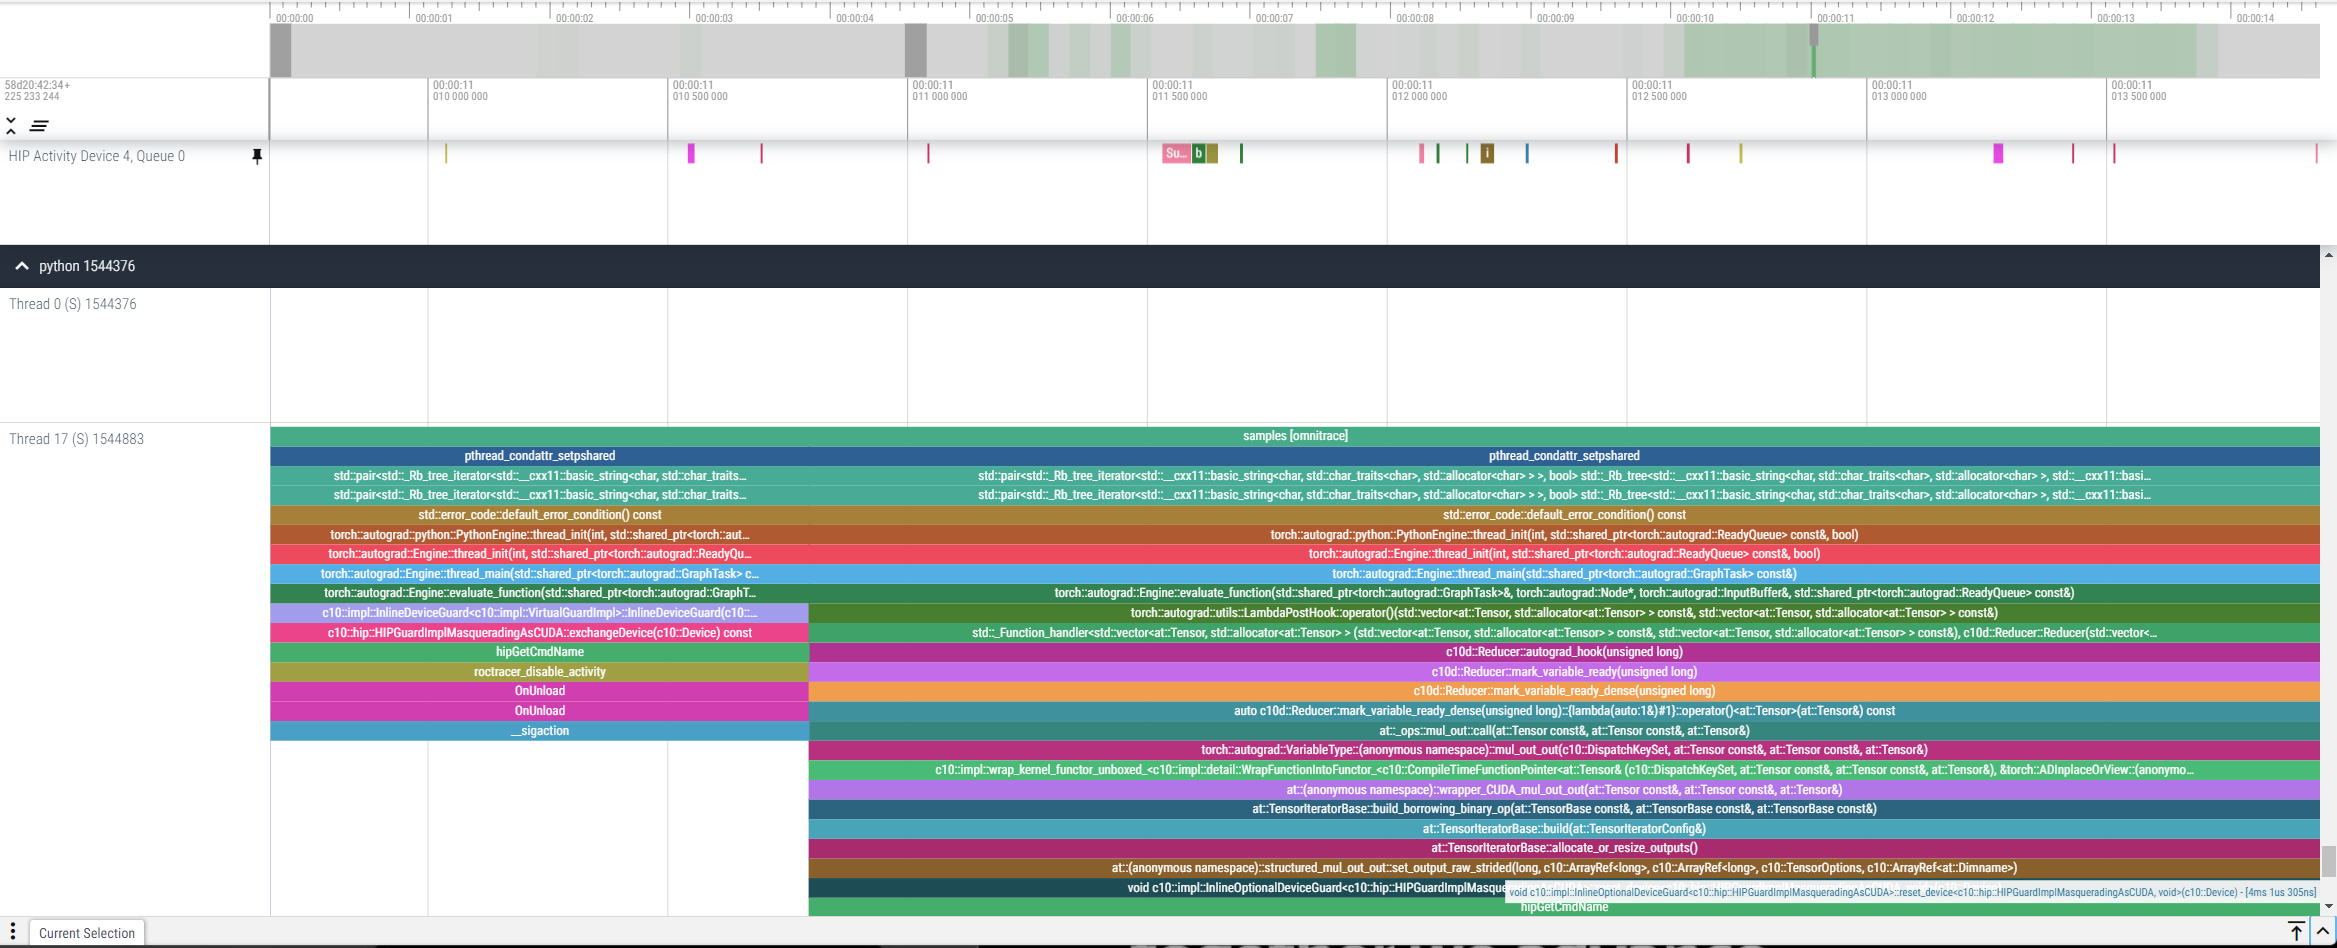 00:00:00 00:00:01 00:00:02 00:00:03 00:00:04 00:00:05 00:00:06 00:00:07 00:00:08 00:00:09 00:00:10 00:00:11 00:00:12 00:00:13 00:00:14
58d20:42:34+ 00:00:11 00:00:11 00:00:11 00:00:11 00:00:11 00:00:11 00:00:11 00:00:11
225 233 244 010 000 000 010 500 000 011 000 000 011 500 000 012 000 000 012 500 000 013 000 000 013 500 000
HIP Activity Device 4, Queue 0 Su... b i
python 1544376
Thread 0 (S) 1544376
Thread 17 (S) 1544883 samples [omnitrace]
pthread_condattr_setpshared pthread_condattr_setpshared
std::pair<std::_Rb_tree_iterator<std::__cxx11::basic_string<char, std::char_traits... std::pair<std::_Rb_tree_iterator<std::__cxx11::basic_string<char, std::char_traits<char>, std::allocator<char> > >, bool> std::_Rb_tree<std::__cxx11::basic_string<char, std::char_traits<char>, std::allocator<char> >, std::__cxx11::basi...
std::pair<std::_Rb_tree_iterator<std::__cxx11::basic_string<char, std::char_traits... std::pair<std::_Rb_tree_iterator<std::__cxx11::basic_string<char, std::char_traits<char>, std::allocator<char> > >, bool> std::_Rb_tree<std::__cxx11::basic_string<char, std::char_traits<char>, std::allocator<char> >, std::__cxx11::basi...
std::error_code::default_error_condition() const std::error_code::default_error_condition() const
torch::autograd::python::PythonEngine::thread_init(int, std::shared_ptr<torch::aut... torch::autograd::python::PythonEngine::thread_init(int, std::shared_ptr<torch::autograd::ReadyQueue> const&, bool)
torch::autograd::Engine::thread_init(int, std::shared_ptr<torch::autograd::ReadyQu... torch::autograd::Engine::thread_init(int, std::shared_ptr<torch::autograd::ReadyQueue> const&, bool)
torch::autograd::Engine::thread_main(std::shared_ptr<torch::autograd::GraphTask> c... torch::autograd::Engine::thread_main(std::shared_ptr<torch::autograd::GraphTask> const&)
torch::autograd::Engine::evaluate_function(std::shared_ptr<torch::autograd::GraphT... torch::autograd::Engine::evaluate_function(std::shared_ptr<torch::autograd::GraphTask>&, torch::autograd::Node*, torch::autograd::InputBuffer&, std::shared_ptr<torch::autograd::ReadyQueue> const&)
c10::impl::InlineDeviceGuard<c10::impl::VirtualGuardImpl>::InlineDeviceGuard(c10::... torch::autograd::utils::LambdaPostHook::operator()(std::vector<at::Tensor, std::allocator<at::Tensor> > const&, std::vector<at::Tensor, std::allocator<at::Tensor> > const&)
c10::hip::HIPGuardImplMasqueradingAsCUDA::exchangeDevice(c10::Device) const std::_Function_handler<std::vector<at::Tensor, std::allocator<at::Tensor> > (std::vector<at::Tensor, std::allocator<at::Tensor> > const&, std::vector<at::Tensor, std::allocator<at::Tensor> > const&), c10d::Reducer::Reducer(std::vector<...
hipGetCmdName c10d::Reducer::autograd_hook(unsigned long)
roctracer_disable_activity c10d::Reducer::mark_variable_ready(unsigned long)
OnUnload c10d::Reducer::mark_variable_ready_dense(unsigned long)
OnUnload auto c10d::Reducer::mark_variable_ready_dense(unsigned long)::{lambda(auto:1&)#1}::operator()<at::Tensor>(at::Tensor&) const
__sigaction at::_ops::mul_out::call(at::Tensor const&, at::Tensor const&, at::Tensor&)
torch::autograd::VariableType::(anonymous namespace)::mul_out_out(c10::DispatchKeySet, at::Tensor const&, at::Tensor const&, at::Tensor&)
c10::impl::wrap_kernel_functor_unboxed_<c10::impl::detail::WrapFunctionIntoFunctor_<c10::CompileTimeFunctionPointer<at::Tensor& (c10::DispatchKeySet, at::Tensor const&, at::Tensor const&, at::Tensor&), &torch::ADInplaceOrView::(anonymo...
at::(anonymous namespace)::wrapper_CUDA_mul_out_out(at::Tensor const&, at::Tensor const&, at::Tensor&)
at::TensorIteratorBase::build_borrowing_binary_op(at::TensorBase const&, at::TensorBase const&, at::TensorBase const&)
at::TensorIteratorBase::build(at::TensorIteratorConfig&)
at::TensorIteratorBase::allocate_or_resize_outputs()
at::(anonymous namespace)::structured_mul_out_out::set_output_raw_strided(long, c10::ArrayRef<long>, c10::ArrayRef<long>, c10::TensorOptions, c10::ArrayRef<at::Dimname>)
void c10::impl::InlineOptionalDeviceGuard<c10::hip::HIPGuardImplMasque
void c10::impl::InlineOptionalDeviceGuard<c10::hip::HIPGuardImplMasqueradingAsCUDA>::reset_device<c10::hip::HIPGuardImplMasqueradingAsCUDA, void>(c10::Device) - [4ms 1us 305ns]
hipGetCmdName
Current Selection